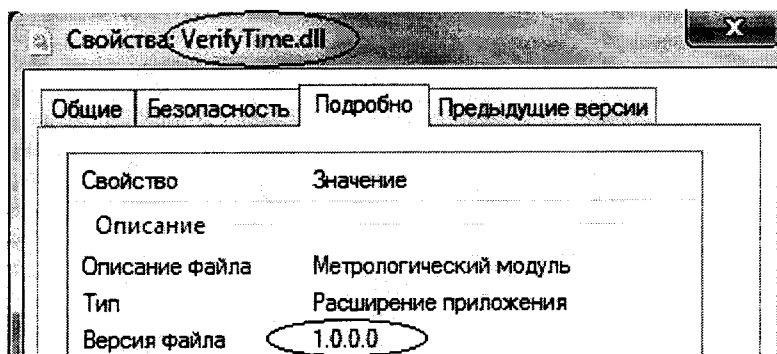 Свойства: VerifyTime.dll
x
Общие Безопасность Подробно Предыдущие версии
Свойство Значение
Описание
Описание файла Метрологический модуль
Тип Расширение приложения
Версия файла 1.0.0.0